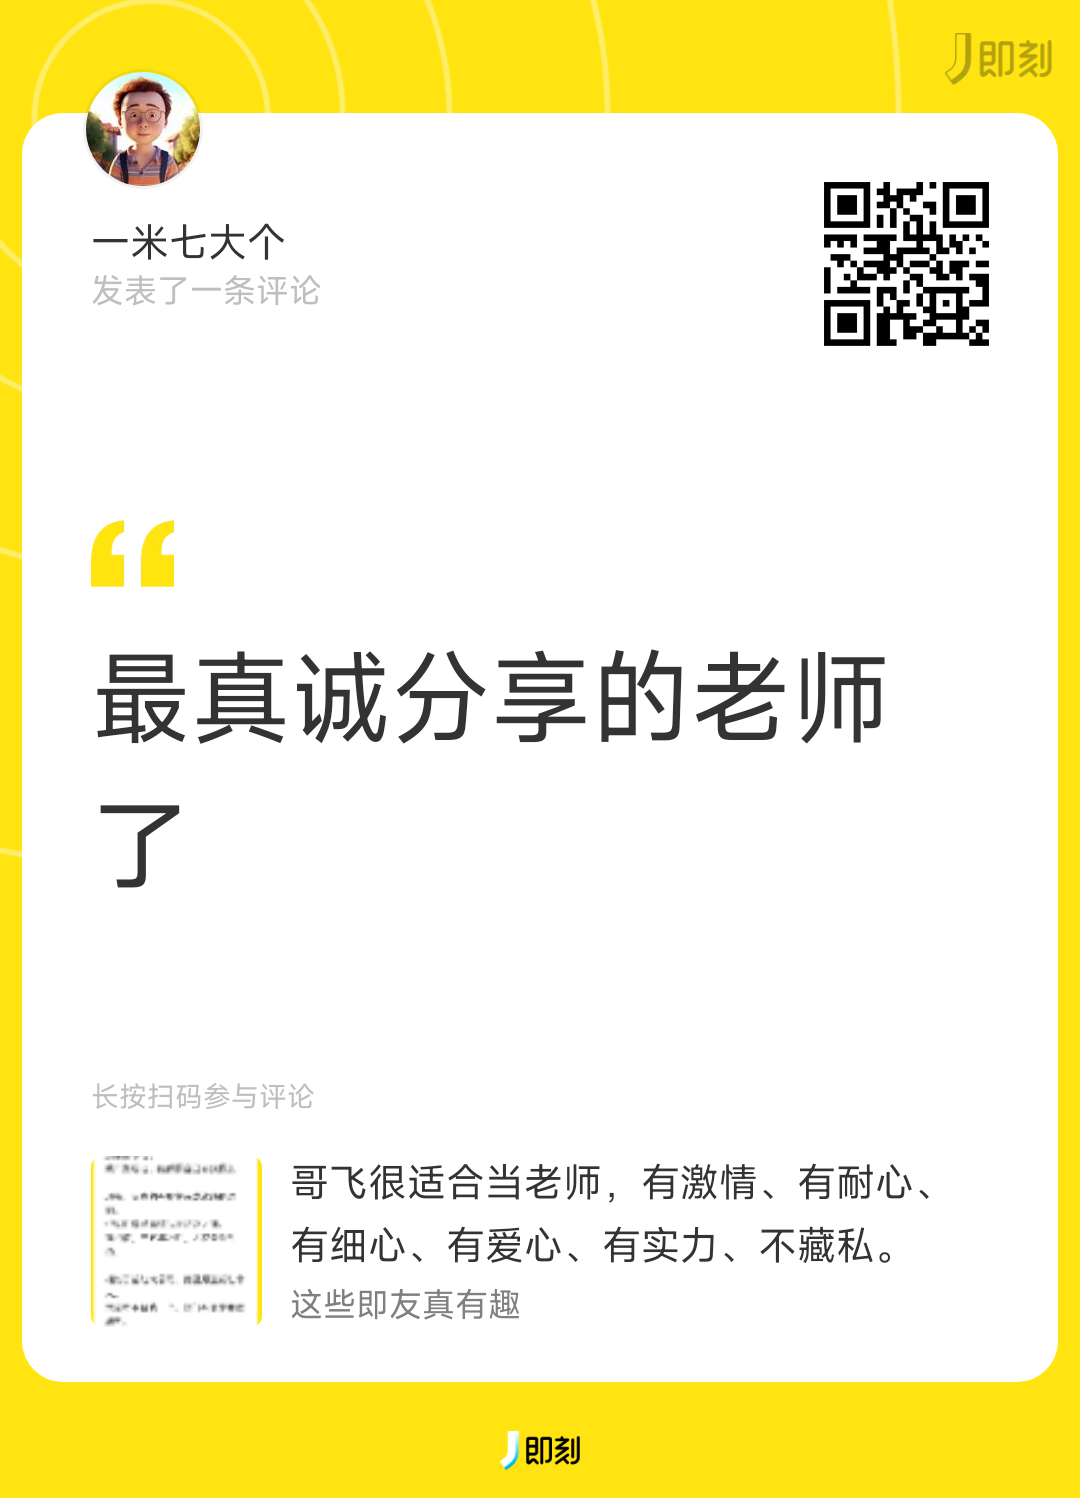 即刻
一米七大个
发表了一条评论
最真诚分享的老师
了
长按扫码参与评论
哥飞很适合当老师，有激情、有耐心、
有细心、有爱心、有实力、不藏私。
这些即友真有趣
即刻